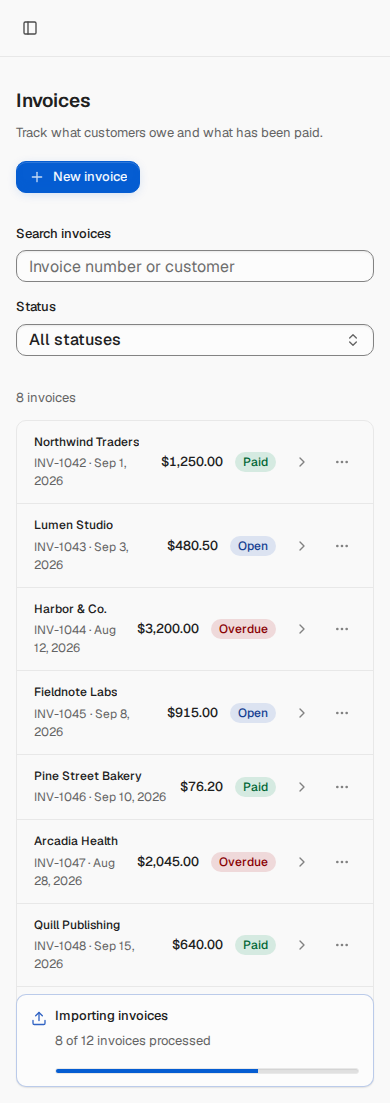 Invoices
Track what customers owe and what has been paid.
New invoice
Search invoices
Invoice number or customer
Status
All statuses
8 invoices
Northwind Traders
INV-1042 · Sep 1,
2026
$1,250.00
Paid
Lumen Studio
INV-1043 · Sep 3,
2026
$480.50
Open
Harbor & Co.
INV-1044 · Aug
12, 2026
$3,200.00
Overdue
Fieldnote Labs
INV-1045 · Sep 8,
2026
$915.00
Open
Pine Street Bakery
INV-1046 · Sep 10, 2026
$76.20
Paid
Arcadia Health
INV-1047 · Aug
28, 2026
$2,045.00
Overdue
Quill Publishing
INV-1048 · Sep 15,
2026
$640.00
Paid
Importing invoices
8 of 12 invoices processed